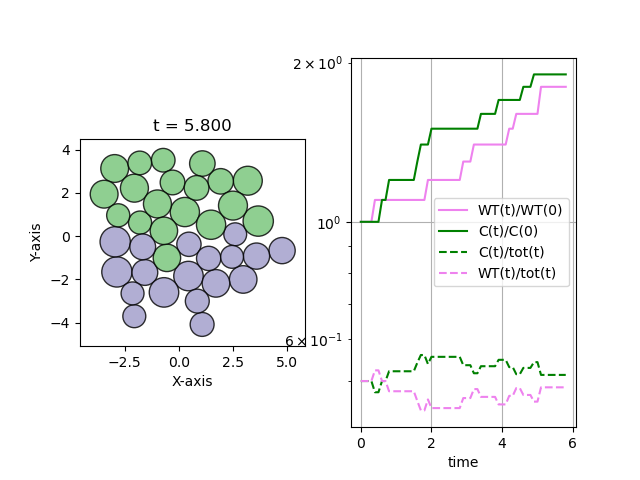 t = 5.800
Y-axis
4
2
0
−2
−4
−2.5 0.0 2.5 5.0
X-axis
2 × 10⁰
10⁰
6 × 10⁻¹
WT(t)/WT(0)
C(t)/C(0)
C(t)/tot(t)
WT(t)/tot(t)
0 2 4 6
time